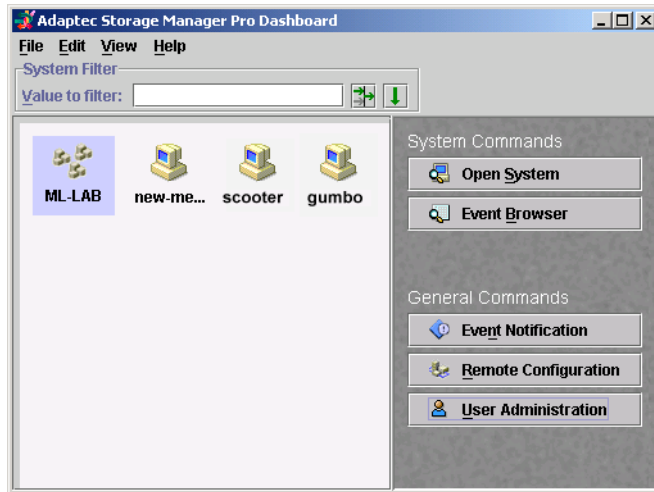 Adaptec Storage Manager Pro Dashboard
File Edit View Help
System Filter
Value to filter:
ML-LAB new-me... scooter gumbo
System Commands
Open System
Event Browser
General Commands
Event Notification
Remote Configuration
User Administration